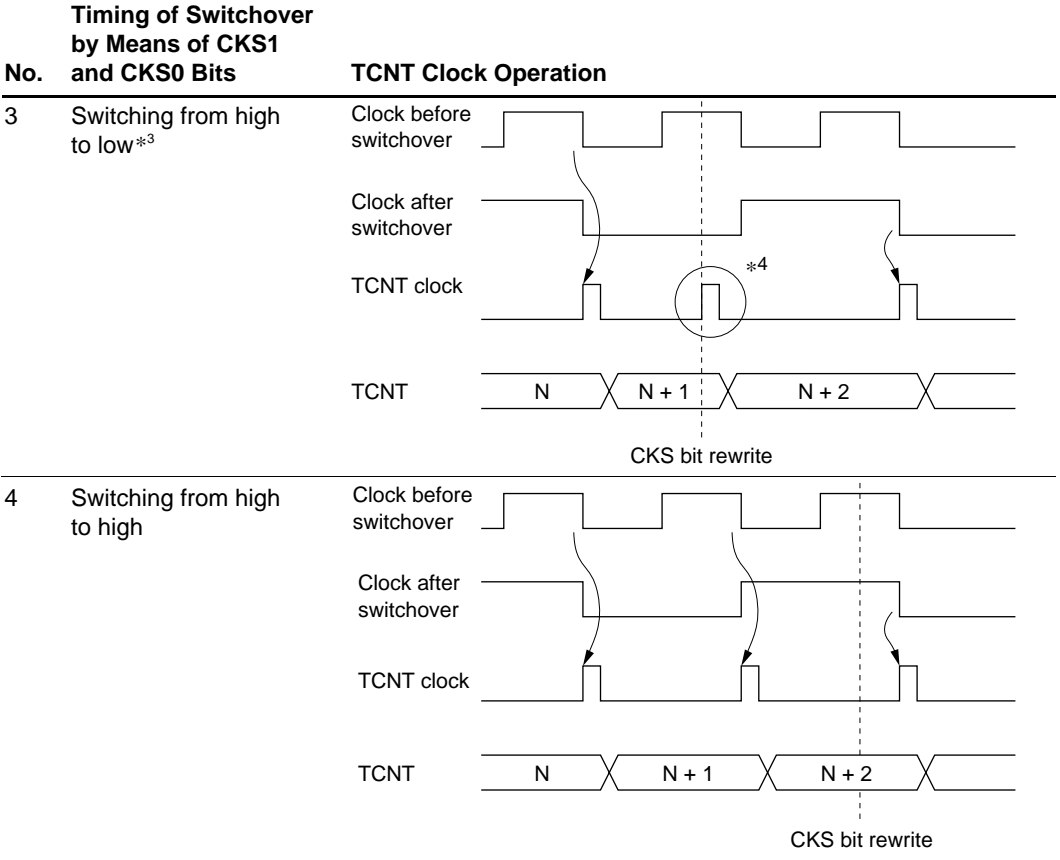 Timing of Switchover
by Means of CKS1
No. and CKS0 Bits TCNT Clock Operation
3 Switching from high
to low*3
Clock before
switchover
Clock after
switchover
TCNT clock
*4
TCNT N N + 1 N + 2
CKS bit rewrite
4 Switching from high
to high
Clock before
switchover
Clock after
switchover
TCNT clock
TCNT N N + 1 N + 2
CKS bit rewrite